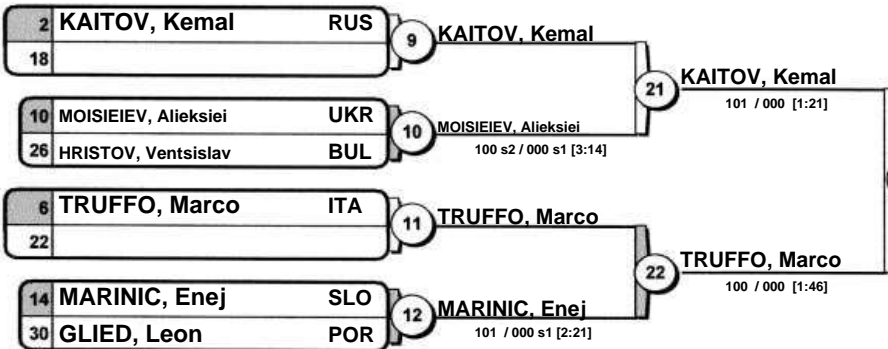 2 KAITOV, Kemal RUS
18
9 KAITOV, Kemal
10 MOISIEIEV, Alieksiei UKR
26 HRISTOV, Ventsislav BUL
10 MOISIEIEV, Alieksiei
100 s2 / 000 s1 [3:14]
21 KAITOV, Kemal
101 / 000 [1:21]
6 TRUFFO, Marco ITA
22
11 TRUFFO, Marco
14 MARINIC, Enej SLO
30 GLIED, Leon POR
12 MARINIC, Enej
101 / 000 s1 [2:21]
22 TRUFFO, Marco
100 / 000 [1:46]